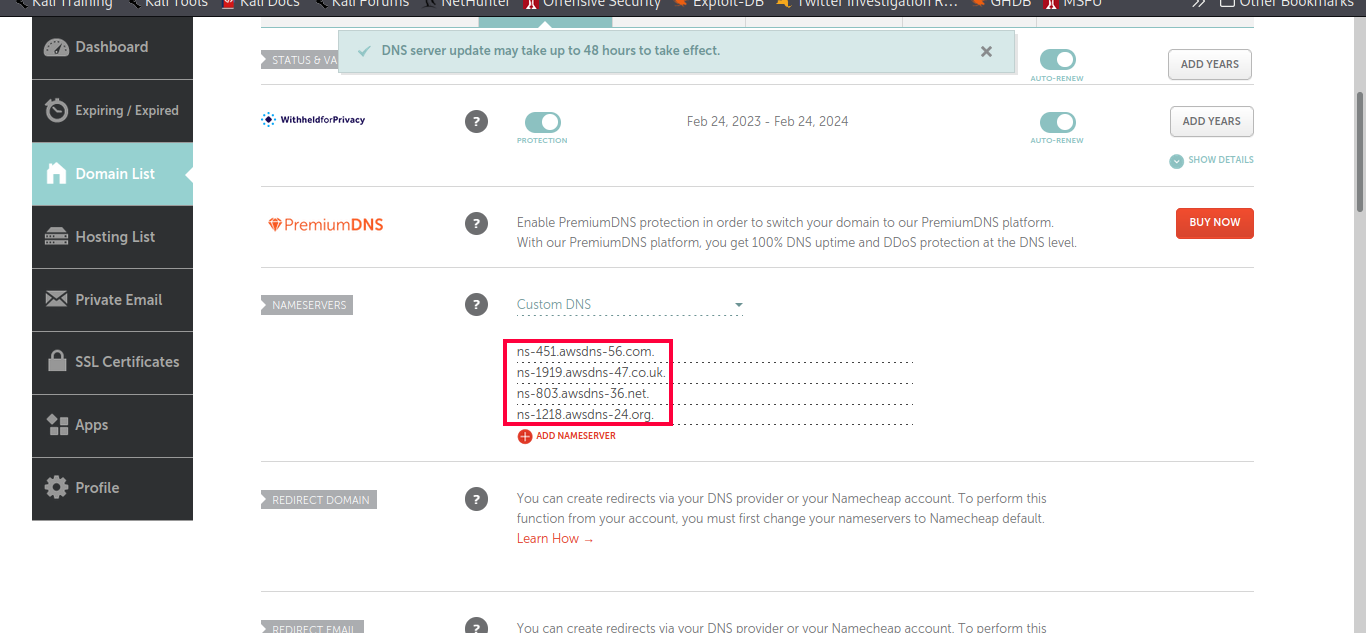 Kali Training
Kali Tools
Kali Docs
Kali Forums
NetHunter
Offensive Security
Exploit-DB
Twitter Investigation R...
GHDB
MSFU
Other Bookmarks
Dashboard
Expiring / Expired
Domain List
Hosting List
Private Email
SSL Certificates
Apps
Profile
STATUS & VA
DNS server update may take up to 48 hours to take effect.
AUTO-RENEW
ADD YEARS
WithheldforPrivacy
?
PROTECTION
Feb 24, 2023 - Feb 24, 2024
AUTO-RENEW
ADD YEARS
SHOW DETAILS
PremiumDNS
?
Enable PremiumDNS protection in order to switch your domain to our PremiumDNS platform.
With our PremiumDNS platform, you get 100% DNS uptime and DDoS protection at the DNS level.
BUY NOW
NAMESERVERS
?
Custom DNS
ns-451.awsdns-56.com.
ns-1919.awsdns-47.co.uk.
ns-803.awsdns-36.net.
ns-1218.awsdns-24.org.
ADD NAMESERVER
REDIRECT DOMAIN
?
You can create redirects via your DNS provider or your Namecheap account. To perform this
function from your account, you must first change your nameservers to Namecheap default.
Learn How →
REDIRECT EMAIL
?
You can create redirects via your DNS provider or your Namecheap account. To perform this